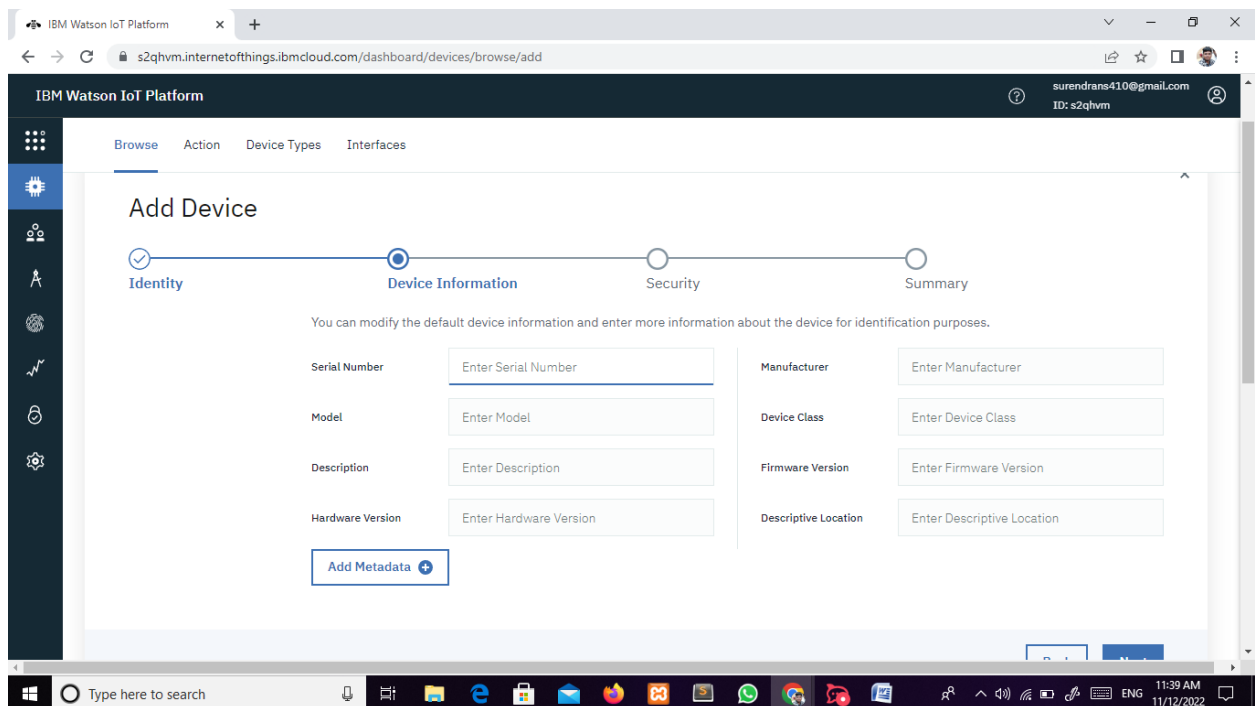 IBM Watson IoT Platform
s2qhvm.internetofthings.ibmcloud.com/dashboard/devices/browse/add
IBM Watson IoT Platform
surendrans410@gmail.com
ID: s2qhvm
Browse Action Device Types Interfaces
Add Device
Identity Device Information Security Summary
You can modify the default device information and enter more information about the device for identification purposes.
Serial Number Enter Serial Number Manufacturer Enter Manufacturer
Model Enter Model Device Class Enter Device Class
Description Enter Description Firmware Version Enter Firmware Version
Hardware Version Enter Hardware Version Descriptive Location Enter Descriptive Location
Add Metadata
Type here to search
ENG
11:39 AM
11/12/2022